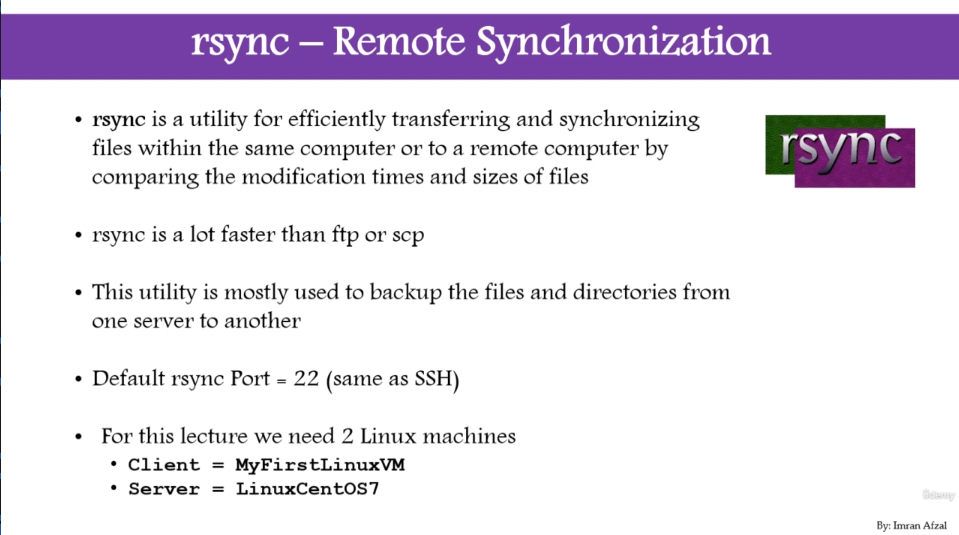 rsync – Remote Synchronization
• rsync is a utility for efficiently transferring and synchronizing
files within the same computer or to a remote computer by
comparing the modification times and sizes of files
rsync
• rsync is a lot faster than ftp or scp
• This utility is mostly used to backup the files and directories from
one server to another
• Default rsync Port = 22 (same as SSH)
• For this lecture we need 2 Linux machines
• Client = MyFirstLinuxVM
• Server = LinuxCentOS7
Udemy
By: Imran Afzal